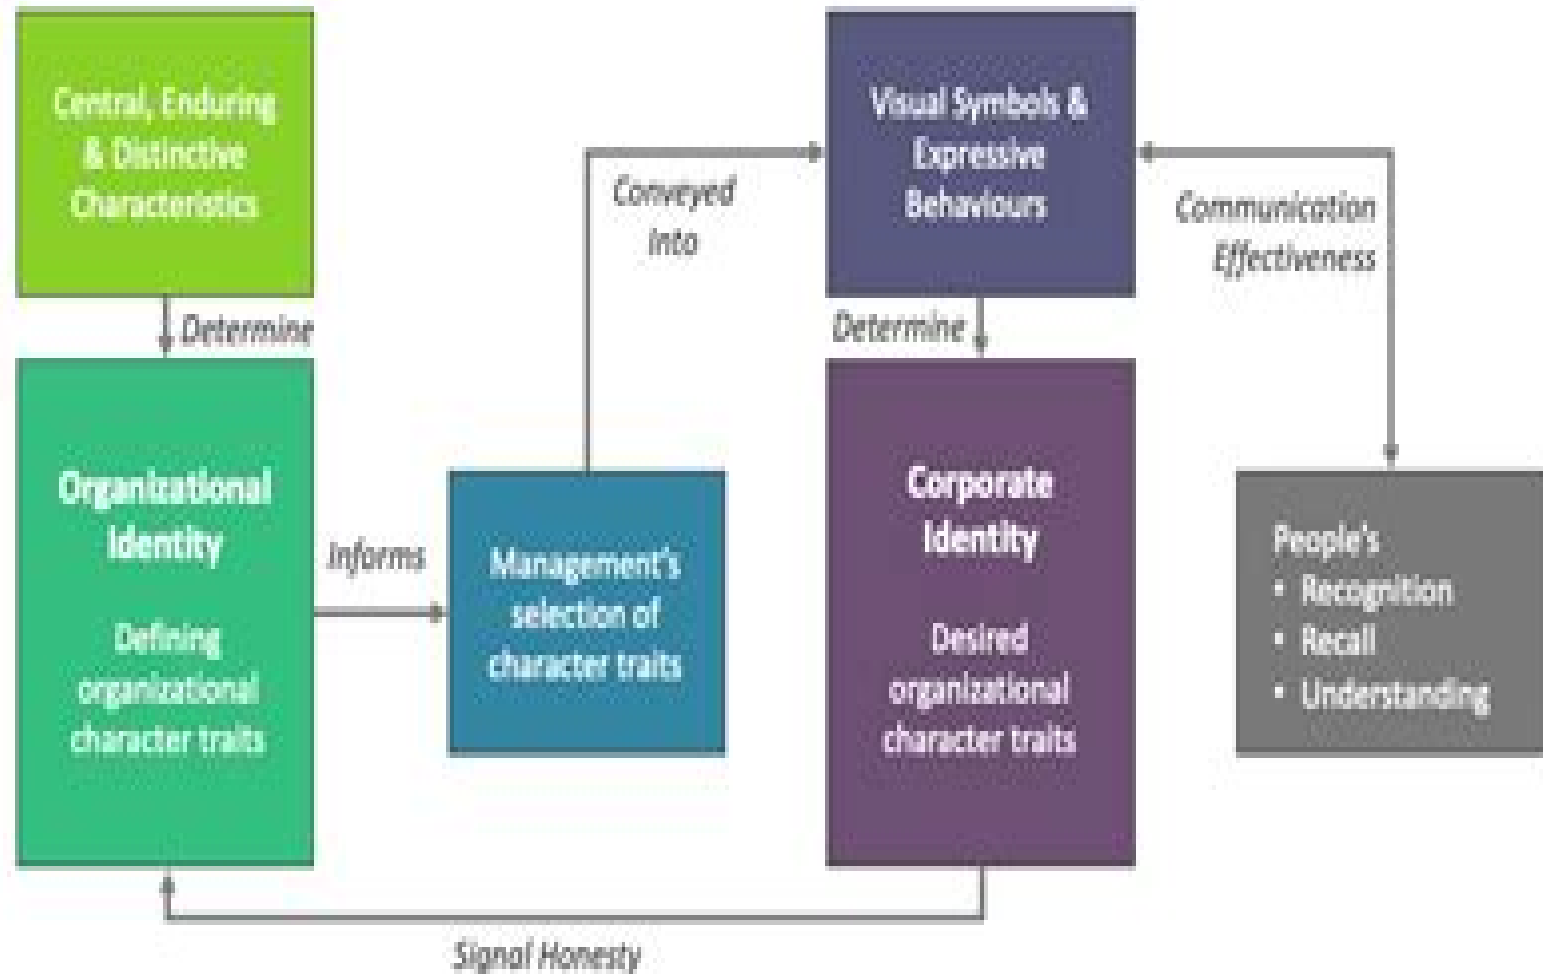 Central, Enduring
& Distinctive
Characteristics
Determine
Organizational
Identity
Defining
organizational
character traits
Informs
Management's
selection of
character traits
Conveyed
Into
Visual Symbols &
Expressive
Behaviours
Determine
Corporate
Identity
Desired
organizational
character traits
Communication
Effectiveness
People's
• Recognition
• Recall
• Understanding
Signal Honesty